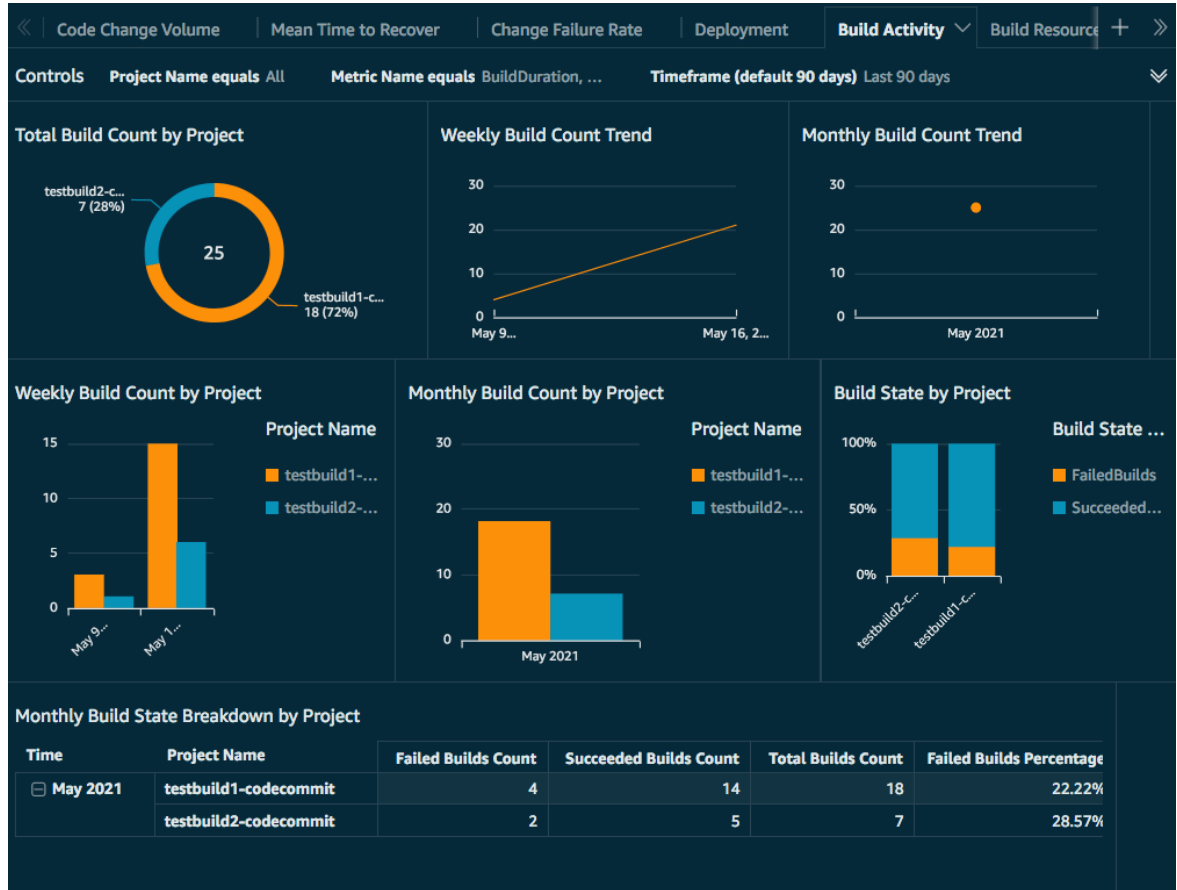 Code Change Volume Mean Time to Recover Change Failure Rate Deployment Build Activity Build Resource
Controls Project Name equals All Metric Name equals BuildDuration, ... Timeframe (default 90 days) Last 90 days
Total Build Count by Project
testbuild2-c...
7 (28%)
25
testbuild1-c...
18 (72%)
Weekly Build Count Trend
30
20
10
0
May 9...
May 16, 2...
Monthly Build Count Trend
30
20
10
0
May 2021
Weekly Build Count by Project
15
10
5
0
May 9...
May 1...
Project Name
testbuild1-...
testbuild2-...
Monthly Build Count by Project
30
20
10
0
May 2021
Project Name
testbuild1-...
testbuild2-...
Build State by Project
100%
50%
0%
testbuild2-c...
testbuild1-c...
Build State ...
FailedBuilds
Succeeded...
Monthly Build State Breakdown by Project
Time Project Name Failed Builds Count Succeeded Builds Count Total Builds Count Failed Builds Percentage
May 2021 testbuild1-codecommit 4 14 18 22.22%
testbuild2-codecommit 2 5 7 28.57%